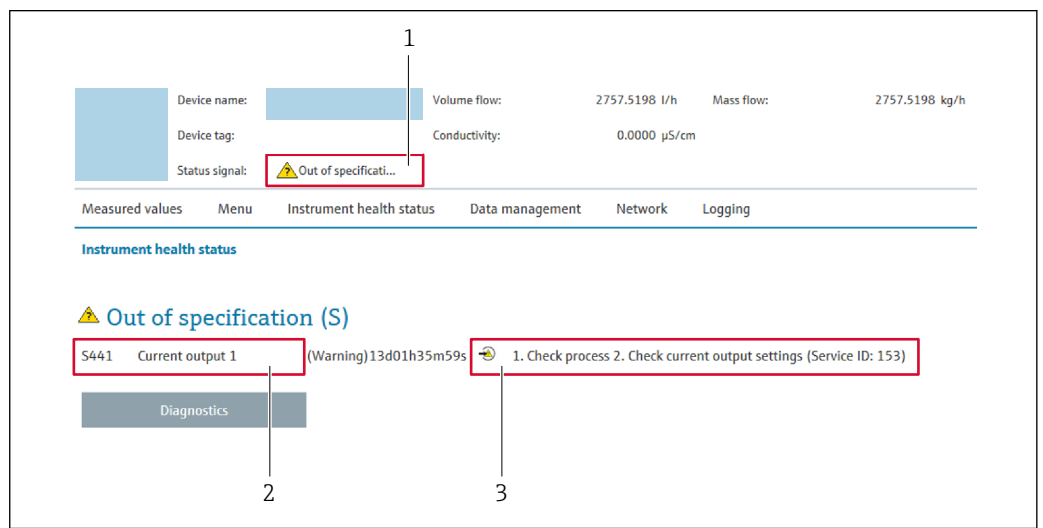 1
Device name: Volume flow: 2757.5198 l/h Mass flow: 2757.5198 kg/h
Device tag: Conductivity: 0.0000 µS/cm
Status signal: Out of specificati...
Measured values Menu Instrument health status Data management Network Logging
Instrument health status
Out of specification (S)
S441 Current output 1 (Warning)13d01h35m59s 1. Check process 2. Check current output settings (Service ID: 153)
Diagnostics
2 3